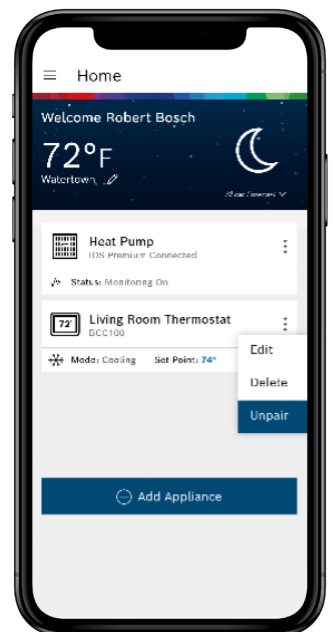 Home
Welcome Robert Bosch
72°F
Watertown,
Heat Pump
IDS Premium Connected
Status: Monitoring On
72°
Living Room Thermostat
BCC100
Mode: Cooling Set Point: 74°
Edit
Delete
Unpair
Add Appliance